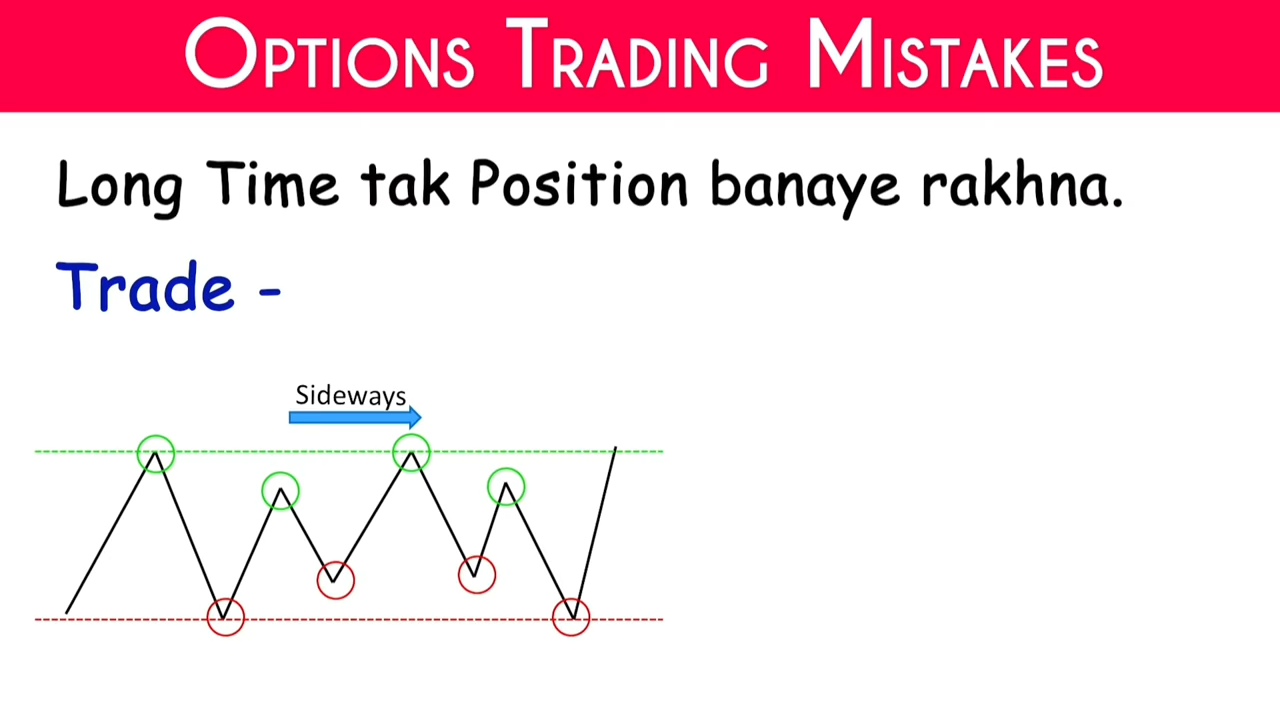 OPTIONS TRADING MISTAKES
Long Time tak Position banaye rakhna.
Trade -
Sideways